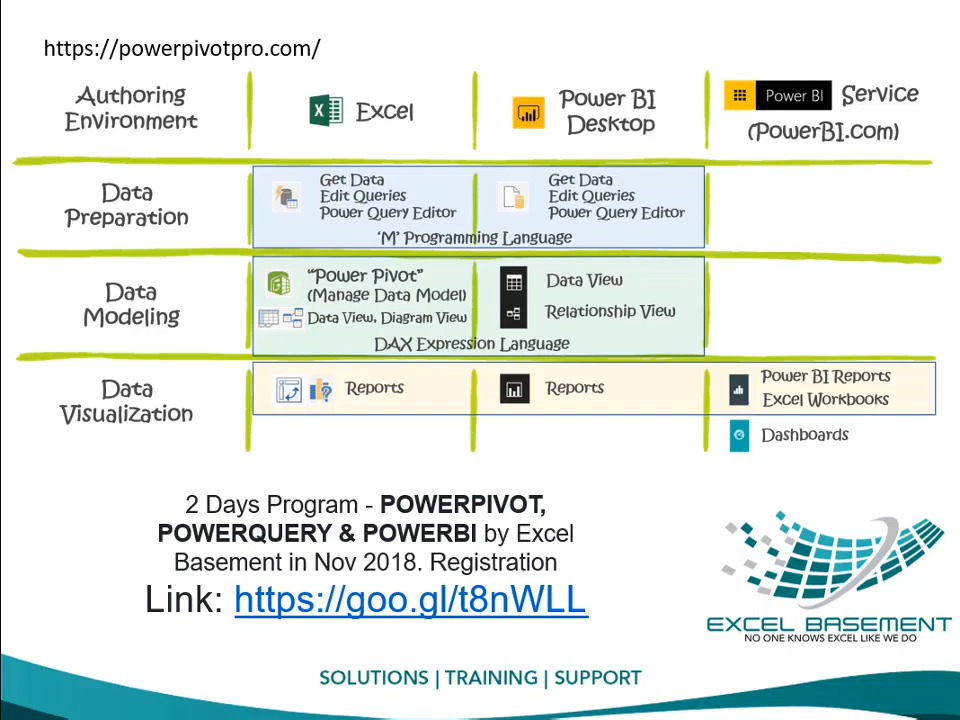 https://powerpivotpro.com/
Authoring
Environment
Excel
Power BI
Desktop
Power BI Service
(PowerBI.com)
Data
Preparation
Get Data
Edit Queries
Power Query Editor
Get Data
Edit Queries
Power Query Editor
‘M’ Programming Language
Data
Modeling
“Power Pivot”
(Manage Data Model)
Data View, Diagram View
Data View
Relationship View
DAX Expression Language
Data
Visualization
Reports
Reports
Power BI Reports
Excel Workbooks
Dashboards
2 Days Program - POWERPIVOT,
POWERQUERY & POWERBI by Excel
Basement in Nov 2018. Registration
Link: https://goo.gl/t8nWLL
EXCEL BASEMENT
NO ONE KNOWS EXCEL LIKE WE DO
SOLUTIONS | TRAINING | SUPPORT